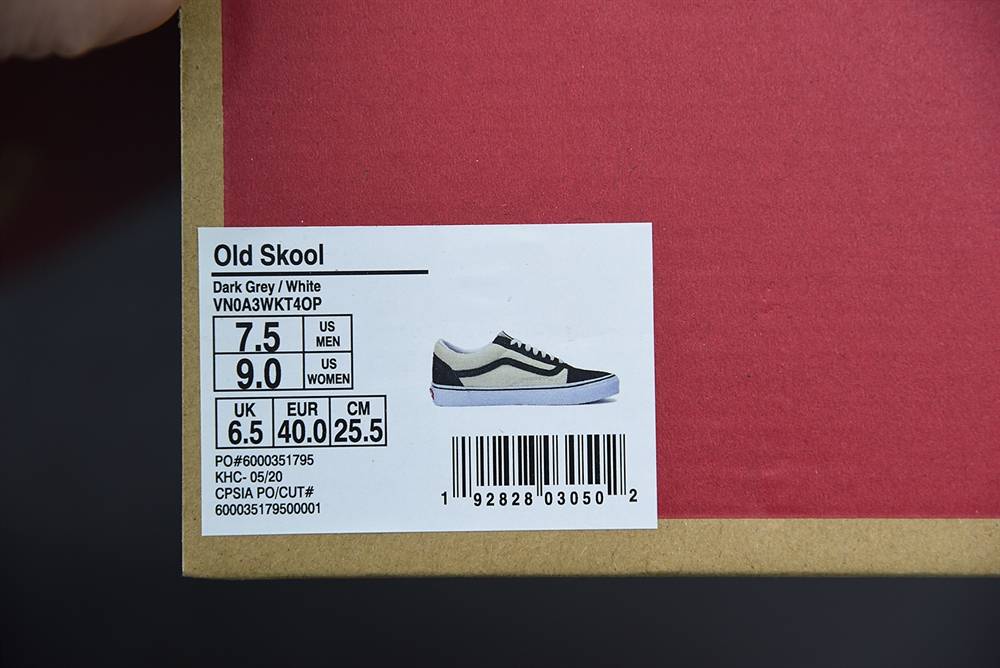 Old Skool
Dark Grey / White
VN0A3WKT4OP
7.5 US MEN
9.0 US WOMEN
UK EUR CM
6.5 40.0 25.5
PO#6000351795
KHC- 05/20
CPSIA PO/CUT#
600035179500001
1 92828 03050 2